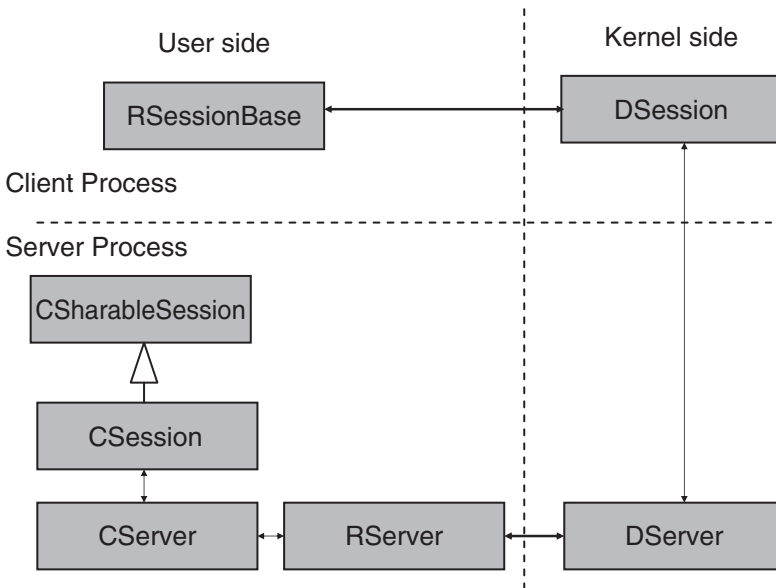 User side
Kernel side
RSessionBase
DSession
Client Process
Server Process
CSharableSession
CSession
CServer
RServer
DServer